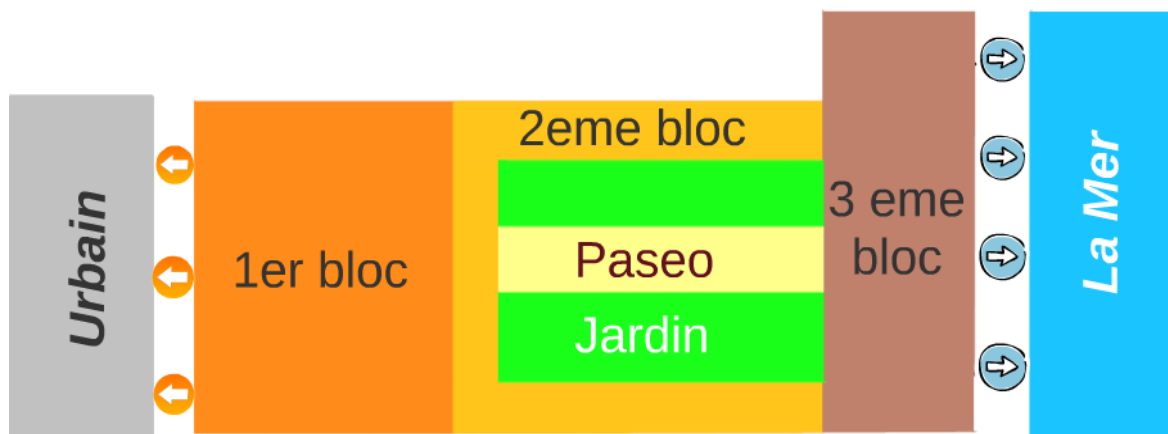 Urbain
1er bloc
2eme bloc
Paseo
Jardin
3 eme
bloc
La Mer